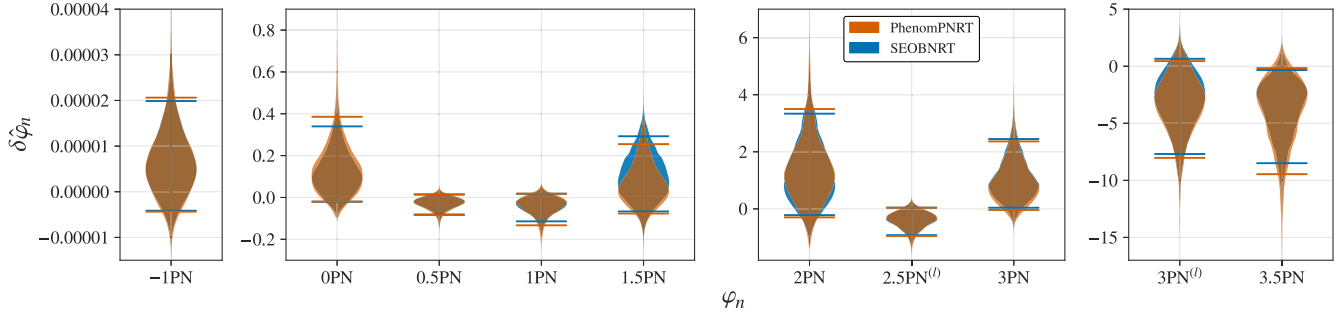 δφ̂ₙ
0.00004
0.00003
0.00002
0.00001
0.00000
−0.00001
−1PN
0.8
0.6
0.4
0.2
0.0
−0.2
0PN 0.5PN 1PN 1.5PN
6
4
2
0
PhenomPNRT
SEOBNRT
2PN 2.5PN⁽ˡ⁾ 3PN
5
0
−5
−10
−15
3PN⁽ˡ⁾ 3.5PN
φₙ